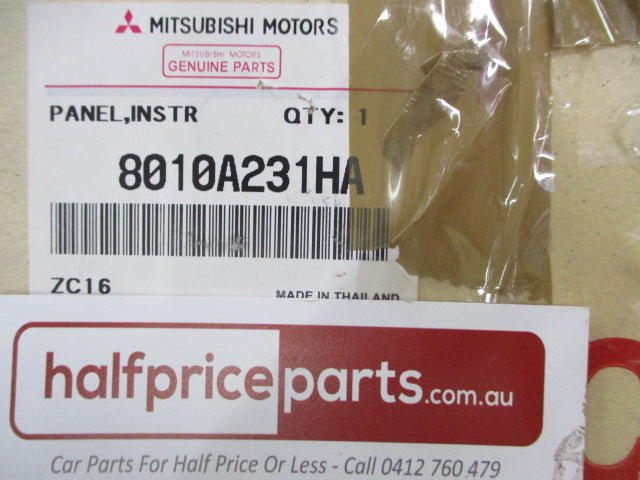 MITSUBISHI MOTORS
MITSUBISHI MOTORS
GENUINE PARTS
PANEL,INSTR QTY: 1
8010A231HA
ZC16 MADE IN THAILAND
halfpriceparts.com.au
Car Parts For Half Price Or Less - Call 0412 760 479